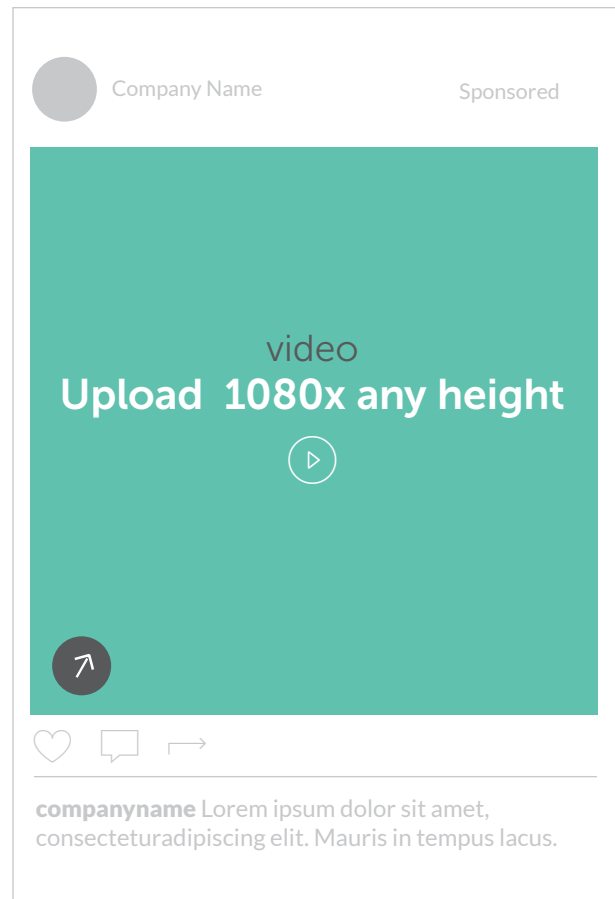 Company Name
Sponsored
video
Upload 1080x any height
companyname Lorem ipsum dolor sit amet,
consecteturadipiscing elit. Mauris in tempus lacus.